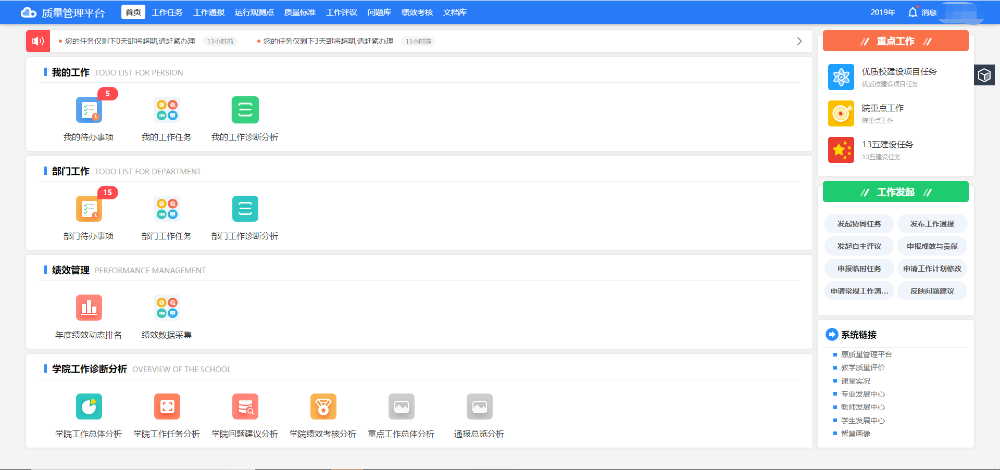 质量管理平台 首页 工作任务 工作通报 运行观测点 质量标准 工作评议 问题库 绩效考核 文档库 2019年 消息
您的任务仅剩下0天即将超期,请赶紧办理 11小时前 您的任务仅剩下3天即将超期,请赶紧办理 11小时前
我的工作 TODO LIST FOR PERSION
5
我的待办事项 我的工作任务 我的工作诊断分析
部门工作 TODO LIST FOR DEPARTMENT
15
部门待办事项 部门工作任务 部门工作诊断分析
绩效管理 PERFORMANCE MANAGEMENT
年度绩效动态排名 绩效数据采集
学院工作诊断分析 OVERVIEW OF THE SCHOOL
学院工作总体分析 学院工作任务分析 学院问题建议分析 学院绩效考核分析 重点工作总体分析 通报总览分析
重点工作
优质校建设项目任务
优质校建设项目任务
院重点工作
院重点工作
13五建设任务
13五建设任务
工作发起
发起协同任务 发布工作通报
发起自主评议 申报成效与贡献
申报临时任务 申请工作计划修改
申请常规工作清... 反映问题建议
系统链接
原质量管理平台
教学质量评价
课堂实况
专业发展中心
教师发展中心
学生发展中心
智慧画像